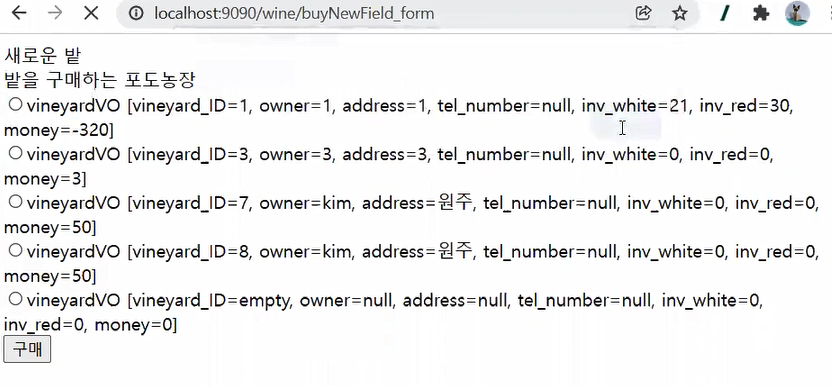 localhost:9090/wine/buyNewField_form
새로운 밭
밭을 구매하는 포도농장
vineyardVO [vineyard_ID=1, owner=1, address=1, tel_number=null, inv_white=21, inv_red=30,
money=-320]
vineyardVO [vineyard_ID=3, owner=3, address=3, tel_number=null, inv_white=0, inv_red=0,
money=3]
vineyardVO [vineyard_ID=7, owner=kim, address=원주, tel_number=null, inv_white=0, inv_red=0,
money=50]
vineyardVO [vineyard_ID=8, owner=kim, address=원주, tel_number=null, inv_white=0, inv_red=0,
money=50]
vineyardVO [vineyard_ID=empty, owner=null, address=null, tel_number=null, inv_white=0,
inv_red=0, money=0]
구매